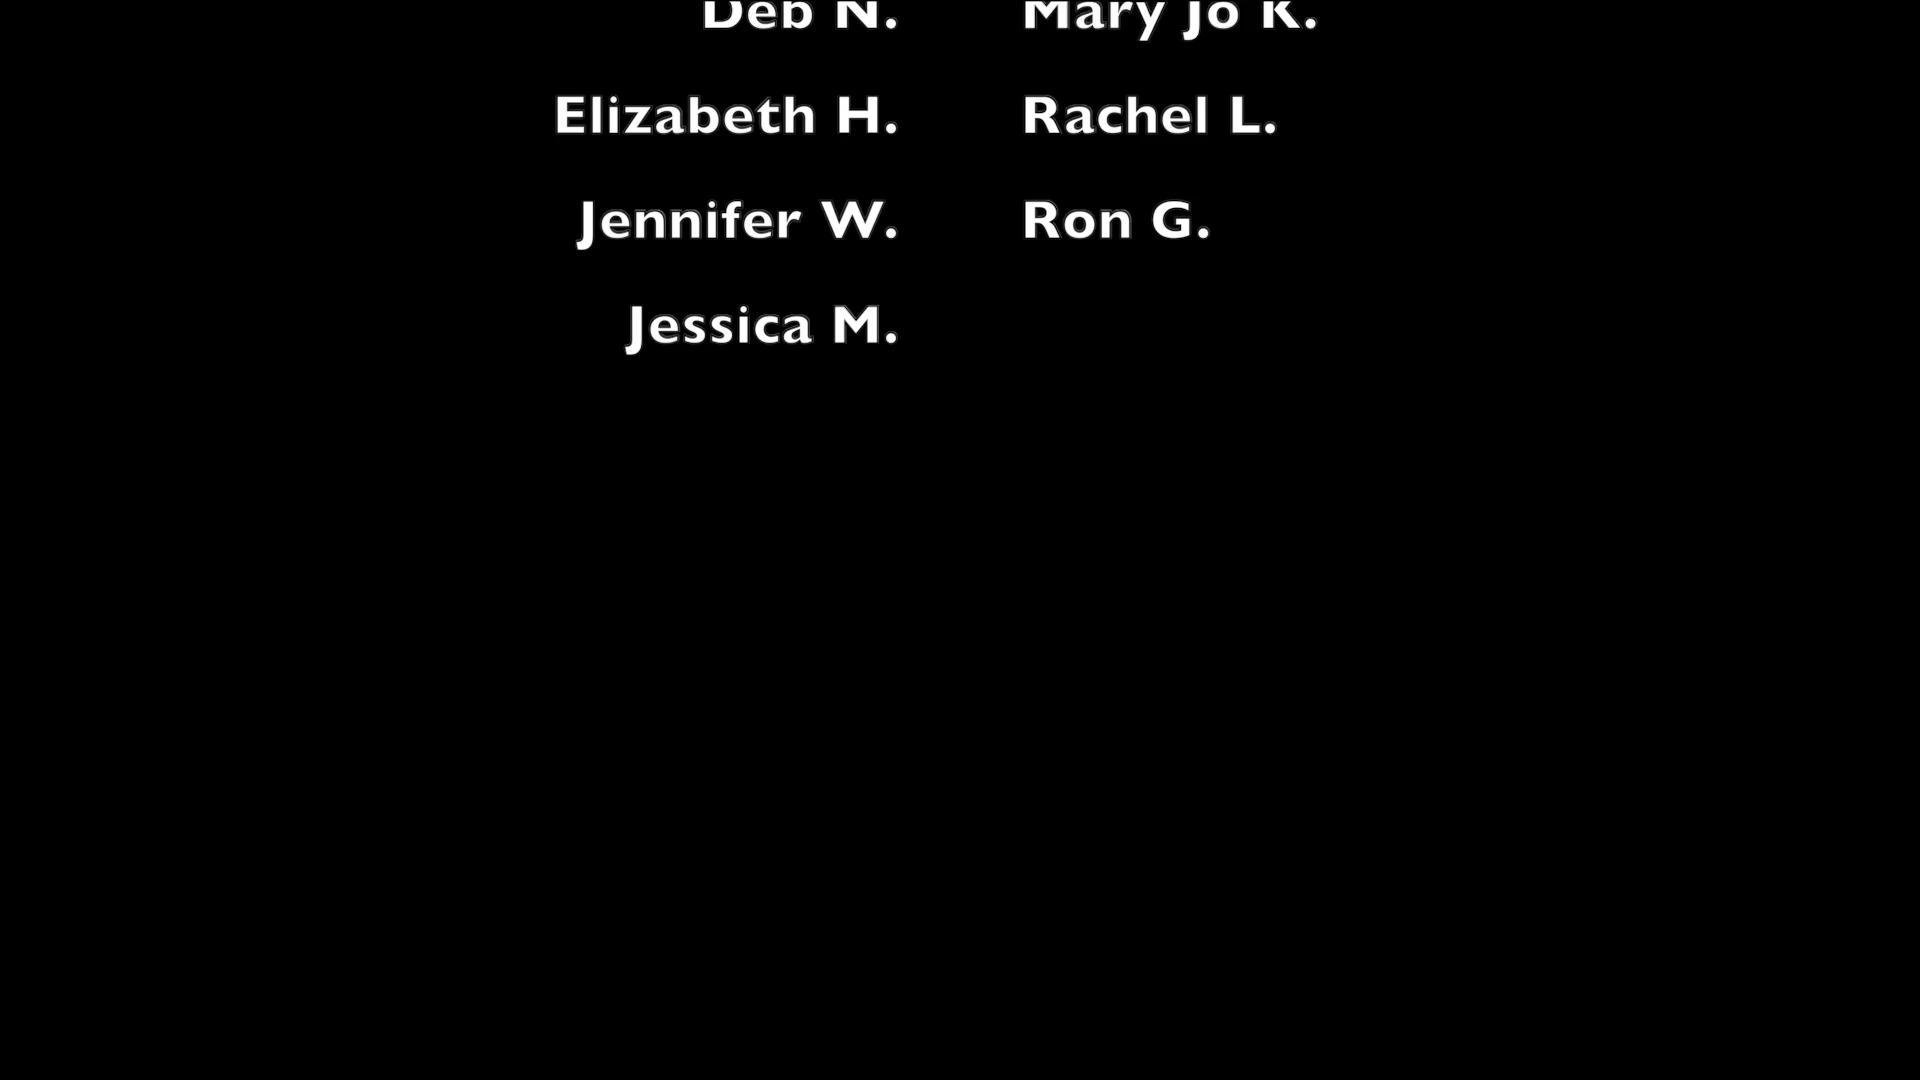 Deb N. Mary Jo K.
Elizabeth H. Rachel L.
Jennifer W. Ron G.
Jessica M.